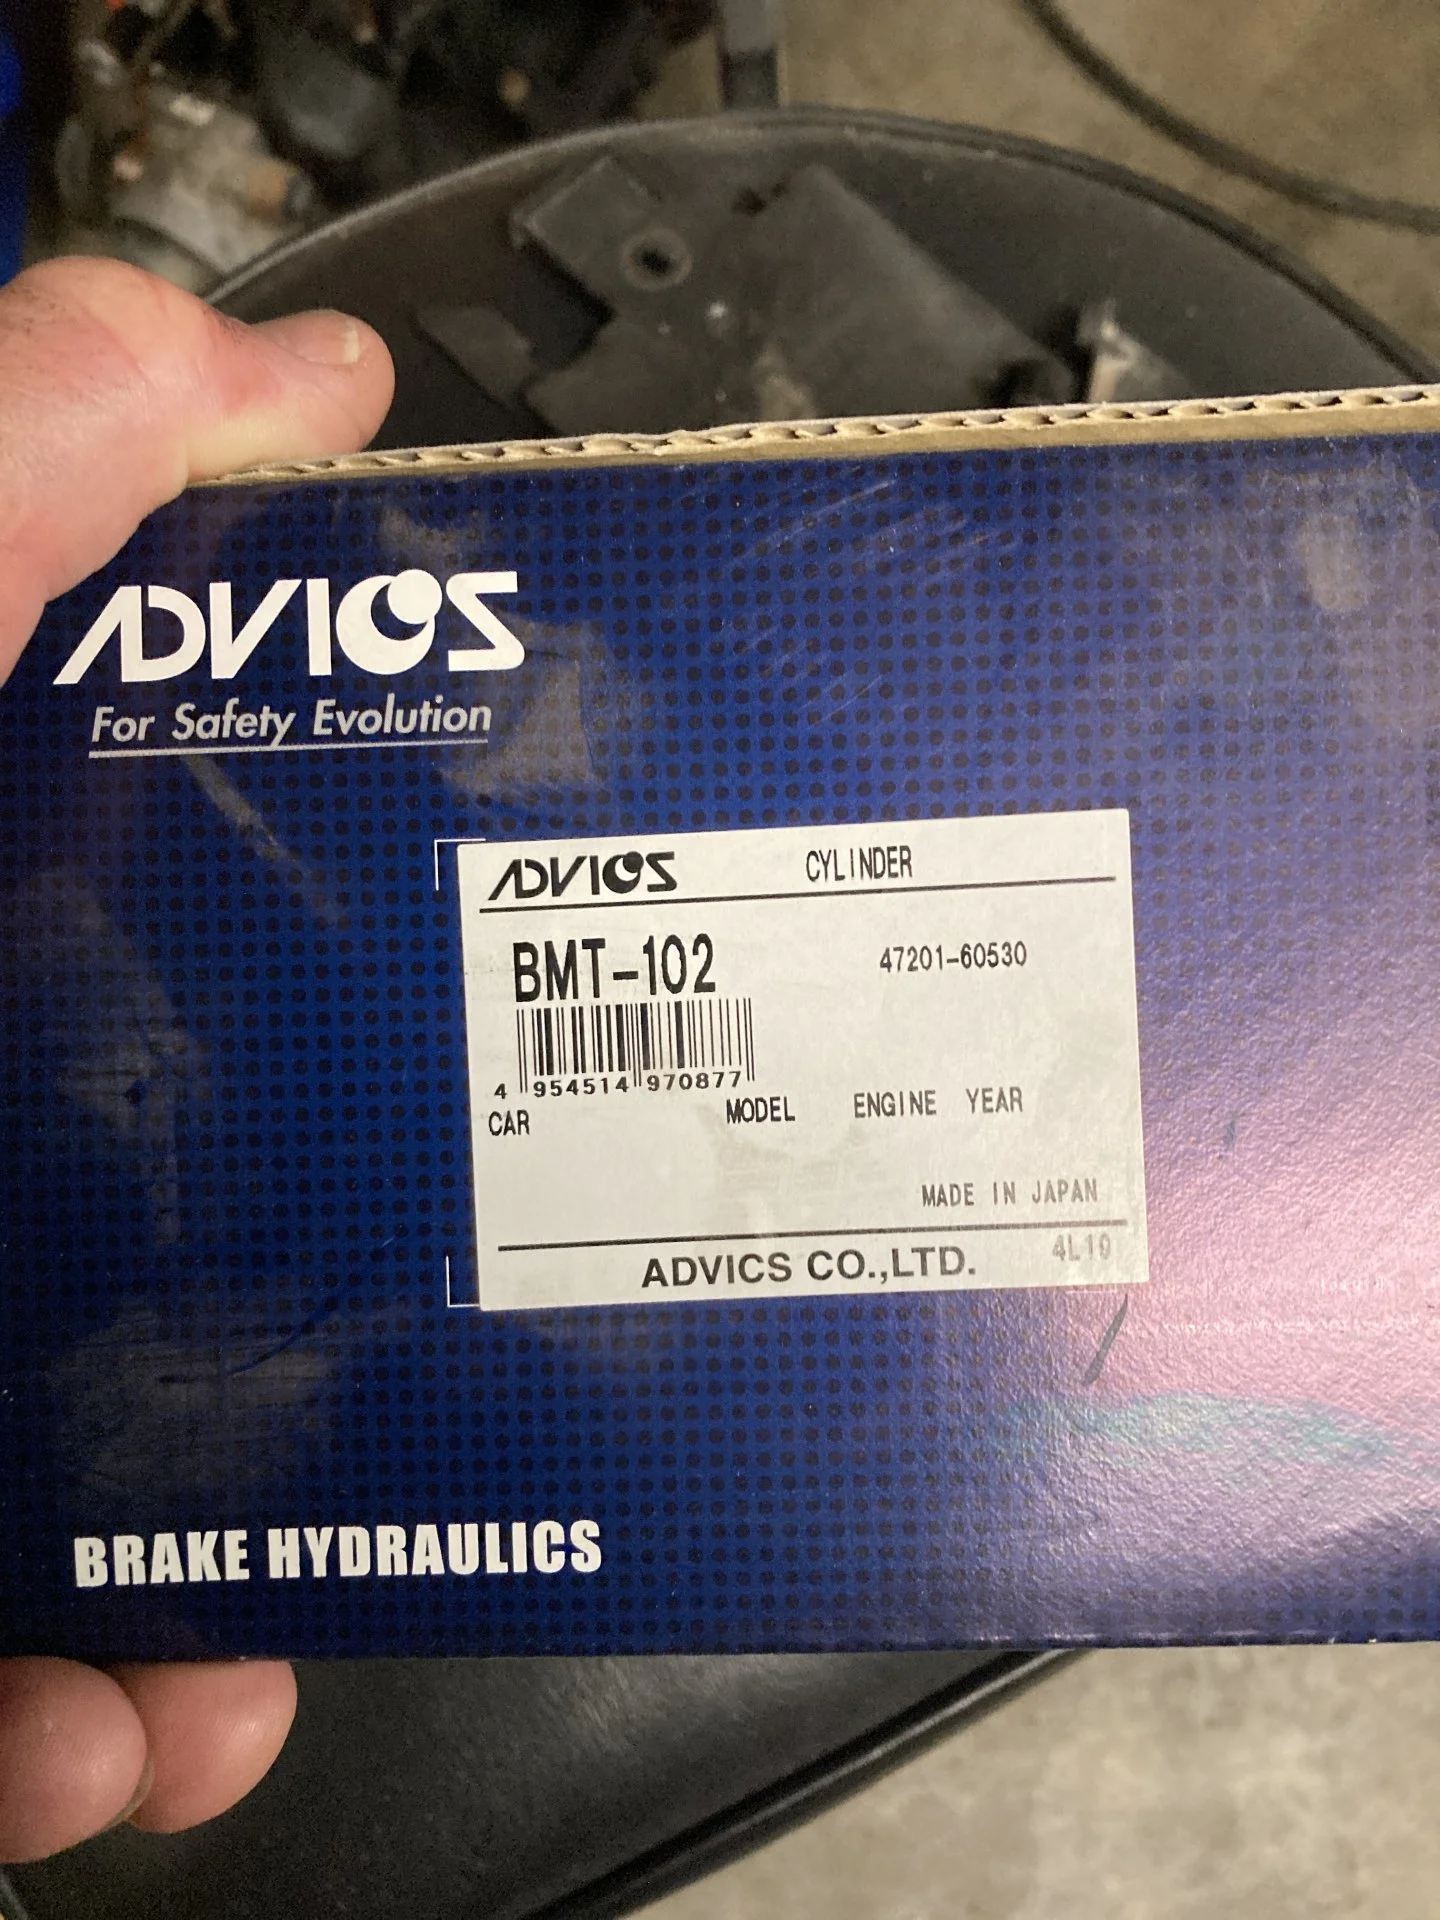 ADVICS
For Safety Evolution
ADVICS CYLINDER
BMT-102 47201-60530
4 954514 970877
CAR MODEL ENGINE YEAR
MADE IN JAPAN
ADVICS CO.,LTD. 4L19
BRAKE HYDRAULICS